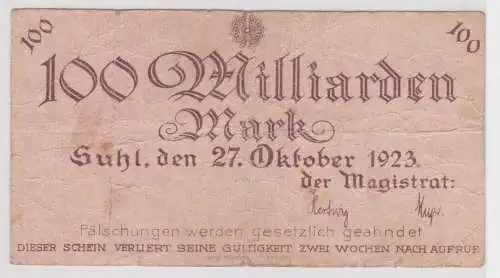 100 100
100 Milliarden
Mark
Suhl, den 27. Oktober 1923.
der Magistrat:
Fälschungen werden gesetzlich geahndet
DIESER SCHEIN VERLIERT SEINE GÜLTIGKEIT ZWEI WOCHEN NACH AUFRUF